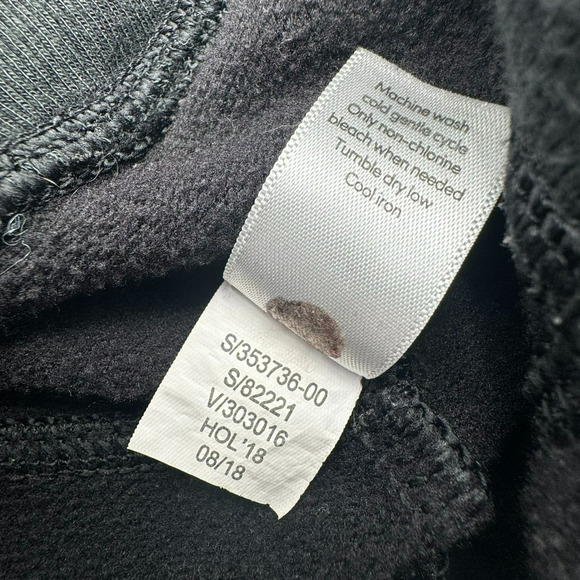 Machine wash
cold gentle cycle
Only non-chlorine
bleach when needed
Tumble dry low
Cool iron
S/353736-00
S/82221
V/303016
HOL'18
08/18